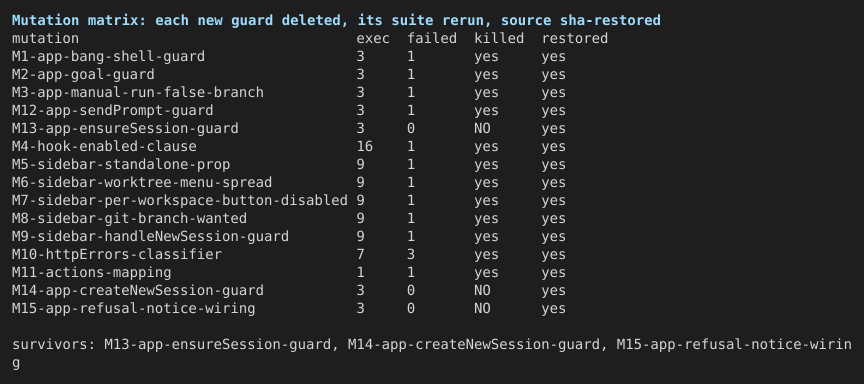 Mutation matrix: each new guard deleted, its suite rerun, source sha-restored
mutation exec failed killed restored
M1-app-bang-shell-guard 3 1 yes yes
M2-app-goal-guard 3 1 yes yes
M3-app-manual-run-false-branch 3 1 yes yes
M12-app-sendPrompt-guard 3 1 yes yes
M13-app-ensureSession-guard 3 0 NO yes
M4-hook-enabled-clause 16 1 yes yes
M5-sidebar-standalone-prop 9 1 yes yes
M6-sidebar-worktree-menu-spread 9 1 yes yes
M7-sidebar-per-workspace-button-disabled 9 1 yes yes
M8-sidebar-git-branch-wanted 9 1 yes yes
M9-sidebar-handleNewSession-guard 9 1 yes yes
M10-httpErrors-classifier 7 3 yes yes
M11-actions-mapping 1 1 yes yes
M14-app-createNewSession-guard 3 0 NO yes
M15-app-refusal-notice-wiring 3 0 NO yes
survivors: M13-app-ensureSession-guard, M14-app-createNewSession-guard, M15-app-refusal-notice-wirin
g